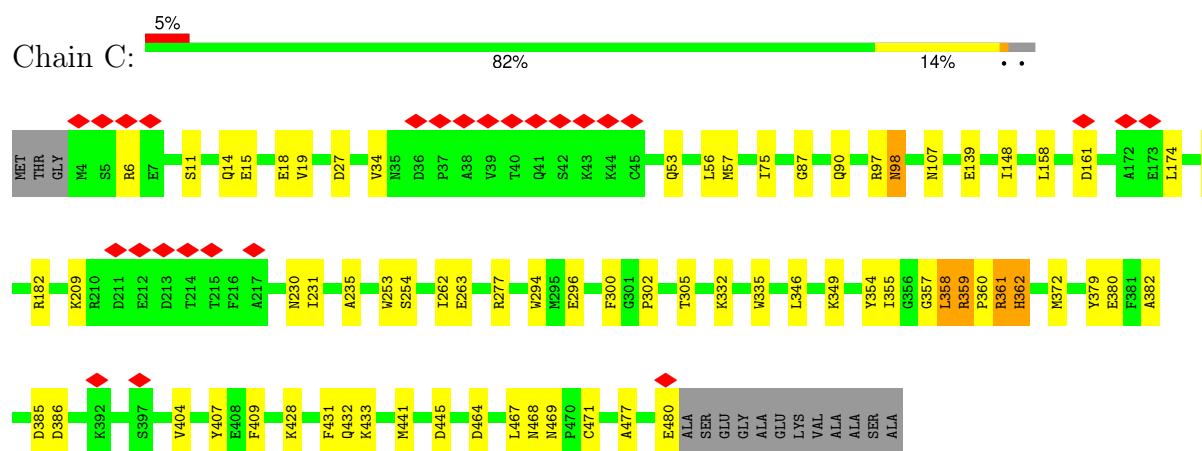 5%
Chain C:
82%
14%
• •
MET THR GLY M4 S5 R6 E7 S11 Q14 E15 E18 V19 D27 V34 N35 D36 P37 A38 V39 T40 Q41 S42 K43 K44 C45 Q53 L56 M57 I75 G87 Q90 R97 N98 N107 E139 I148 L158 D161 A172 E173 L174
R182 K209 R210 D211 E212 D213 T214 T215 F216 A217 N230 I231 A235 W253 S254 I262 E263 R277 W294 M295 E296 F300 G301 P302 T305 K332 W335 L346 K349 Y354 I355 G356 G357 L358 R359 P360 R361 H362 M372 Y379 E380 F381 A382
D385 D386 K392 S397 V404 Y407 E408 F409 K428 F431 Q432 K433 M441 D445 D464 L467 N468 N469 P470 C471 A477 E480 ALA SER GLU GLY ALA GLU LYS VAL ALA ALA SER ALA